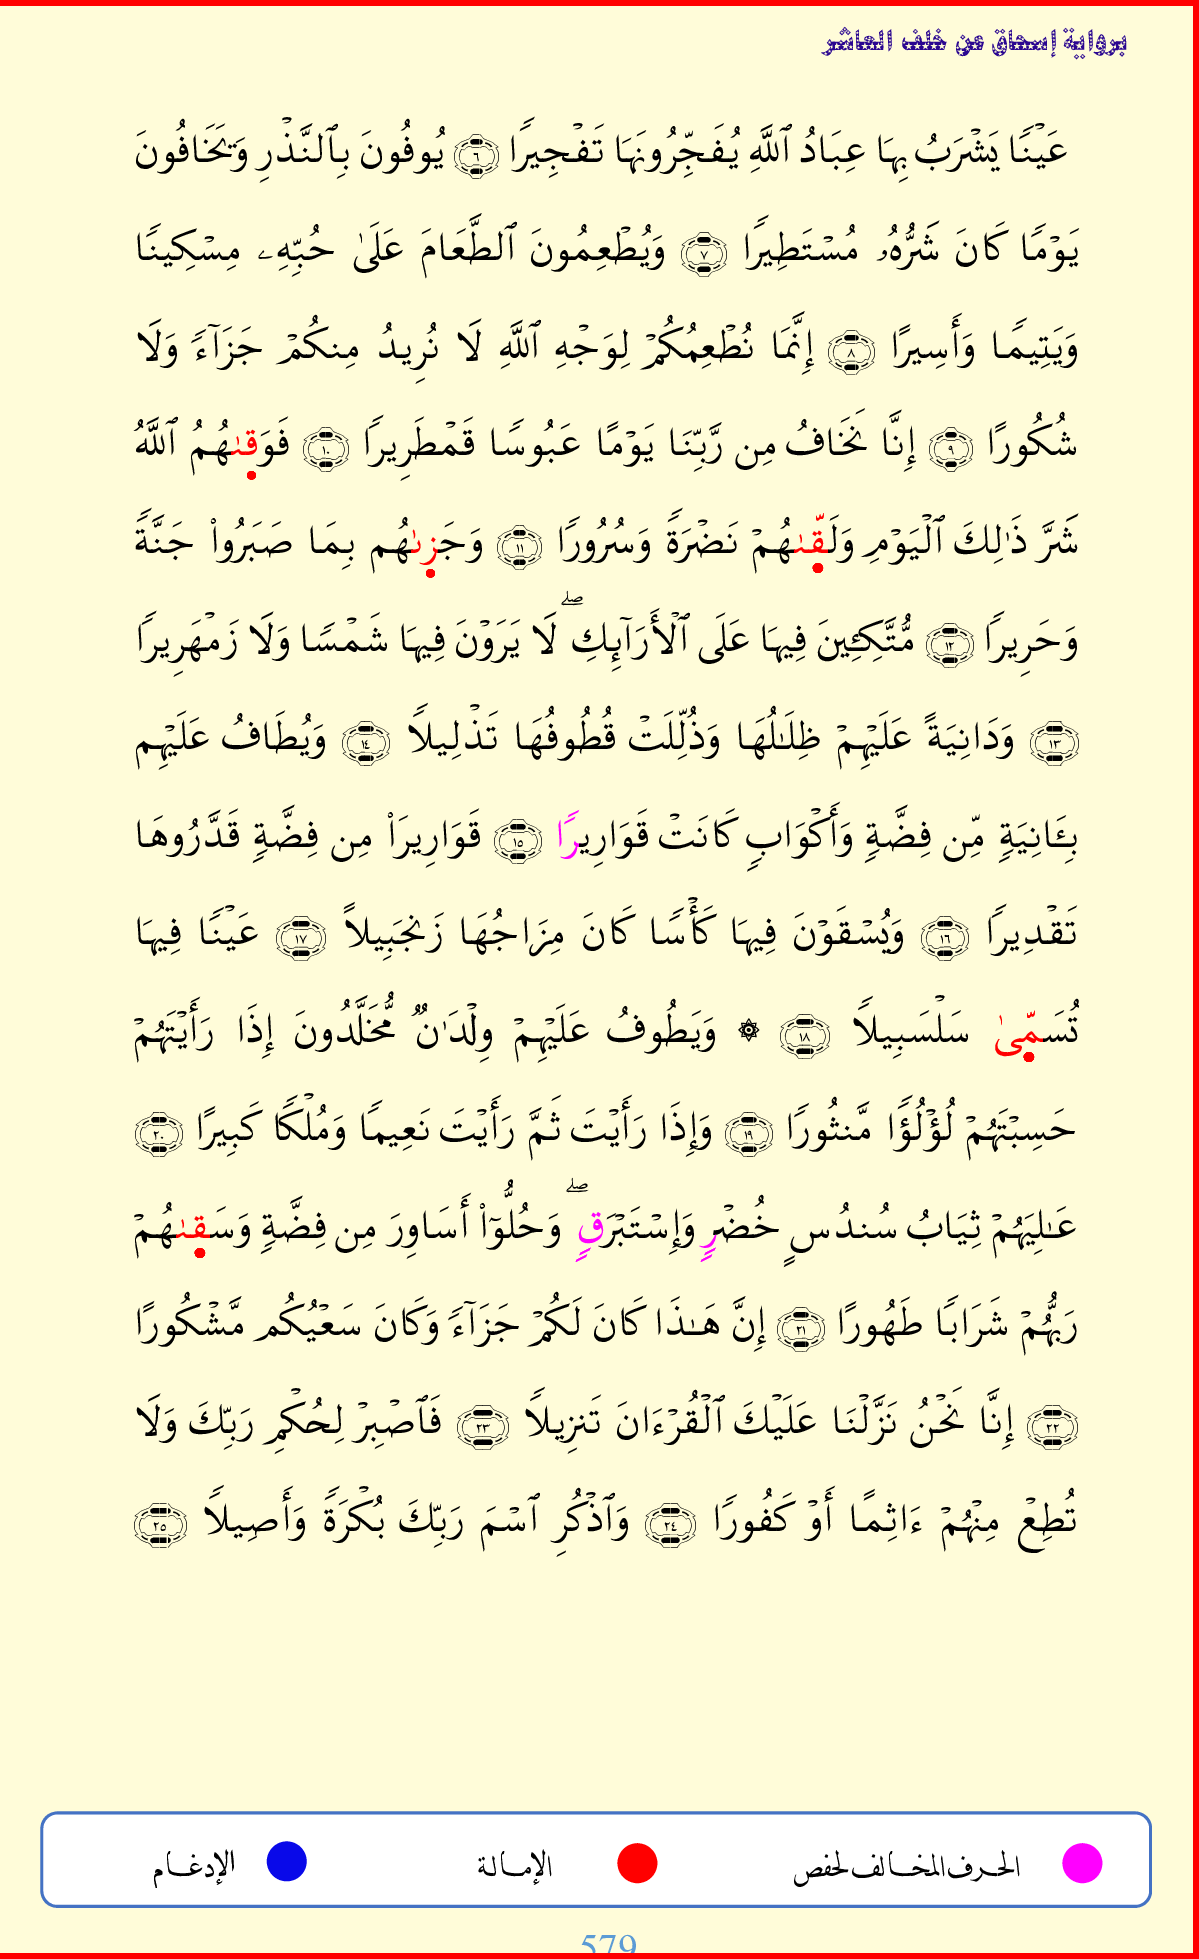 برواية إسحاق عن خلف العاشر
عَيْنًا يَشْرَبُ بِهَا عِبَادُ ٱللَّهِ يُفَجِّرُونَهَا تَفْجِيرًا ٦ يُوفُونَ بِٱلنَّذْرِ وَيَخَافُونَ
يَوْمًا كَانَ شَرُّهُۥ مُسْتَطِيرًا ٧ وَيُطْعِمُونَ ٱلطَّعَامَ عَلَىٰ حُبِّهِۦ مِسْكِينًا
وَيَتِيمًا وَأَسِيرًا ٨ إِنَّمَا نُطْعِمُكُمْ لِوَجْهِ ٱللَّهِ لَا نُرِيدُ مِنكُمْ جَزَآءً وَلَا
شُكُورًا ٩ إِنَّا نَخَافُ مِن رَّبِّنَا يَوْمًا عَبُوسًا قَمْطَرِيرًا ١٠ فَوَقىٰهُمُ ٱللَّهُ
شَرَّ ذَٰلِكَ ٱلْيَوْمِ وَلَقّىٰهُمْ نَضْرَةً وَسُرُورًا ١١ وَجَزىٰهُم بِمَا صَبَرُوا۟ جَنَّةً
وَحَرِيرًا ١٢ مُّتَّكِـِٔينَ فِيهَا عَلَى ٱلْأَرَآئِكِ ۖ لَا يَرَوْنَ فِيهَا شَمْسًا وَلَا زَمْهَرِيرًا
١٣ وَدَانِيَةً عَلَيْهِمْ ظِلَـٰلُهَا وَذُلِّلَتْ قُطُوفُهَا تَذْلِيلًا ١٤ وَيُطَافُ عَلَيْهِم
بِـَٔانِيَةٍ مِّن فِضَّةٍ وَأَكْوَابٍ كَانَتْ قَوَارِيرًا ١٥ قَوَارِيرَا۟ مِن فِضَّةٍ قَدَّرُوهَا
تَقْدِيرًا ١٦ وَيُسْقَوْنَ فِيهَا كَأْسًا كَانَ مِزَاجُهَا زَنجَبِيلًا ١٧ عَيْنًا فِيهَا
تُسَمّىٰ سَلْسَبِيلًا ١٨ ۞ وَيَطُوفُ عَلَيْهِمْ وِلْدَٰنٌ مُّخَلَّدُونَ إِذَا رَأَيْتَهُمْ
حَسِبْتَهُمْ لُؤْلُؤًا مَّنثُورًا ١٩ وَإِذَا رَأَيْتَ ثَمَّ رَأَيْتَ نَعِيمًا وَمُلْكًا كَبِيرًا ٢٠
عَـٰلِيَهُمْ ثِيَابُ سُندُسٍ خُضْرٍ وَإِسْتَبْرَقٍ ۖ وَحُلُّوٓا۟ أَسَاوِرَ مِن فِضَّةٍ وَسَقىٰهُمْ
رَبُّهُمْ شَرَابًا طَهُورًا ٢١ إِنَّ هَـٰذَا كَانَ لَكُمْ جَزَآءً وَكَانَ سَعْيُكُم مَّشْكُورًا
٢٢ إِنَّا نَحْنُ نَزَّلْنَا عَلَيْكَ ٱلْقُرْءَانَ تَنزِيلًا ٢٣ فَٱصْبِرْ لِحُكْمِ رَبِّكَ وَلَا
تُطِعْ مِنْهُمْ ءَاثِمًا أَوْ كَفُورًا ٢٤ وَٱذْكُرِ ٱسْمَ رَبِّكَ بُكْرَةً وَأَصِيلًا ٢٥
الحرف المخالف لحفص الإمالة الإدغام
579